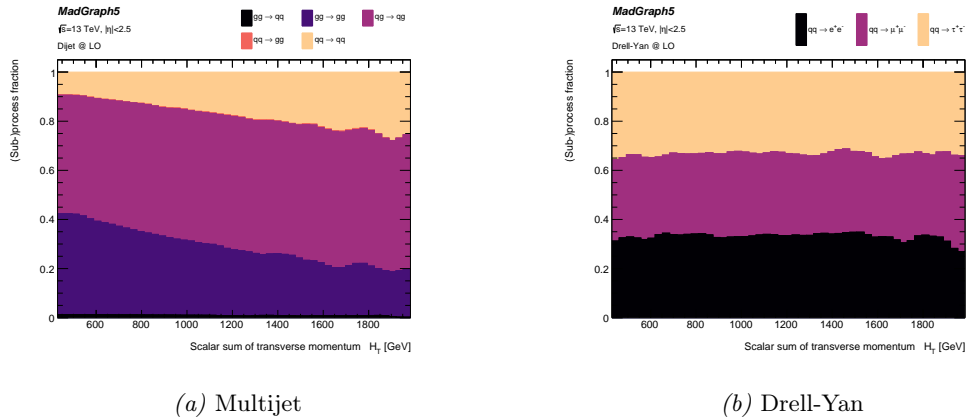 MadGraph5
√s=13 TeV, |η|<2.5
Dijet @ LO
gg → qq
gg → gg
qg → qg
qq → gg
qq → qq
(Sub-)process fraction
1
0.8
0.6
0.4
0.2
0
600 800 1000 1200 1400 1600 1800
Scalar sum of transverse momentum H_T [GeV]
(a) Multijet
MadGraph5
√s=13 TeV, |η|<2.5
Drell-Yan @ LO
qq → e⁺e⁻
qq → μ⁺μ⁻
qq → τ⁺τ⁻
(Sub-)process fraction
1
0.8
0.6
0.4
0.2
0
600 800 1000 1200 1400 1600 1800
Scalar sum of transverse momentum H_T [GeV]
(b) Drell-Yan